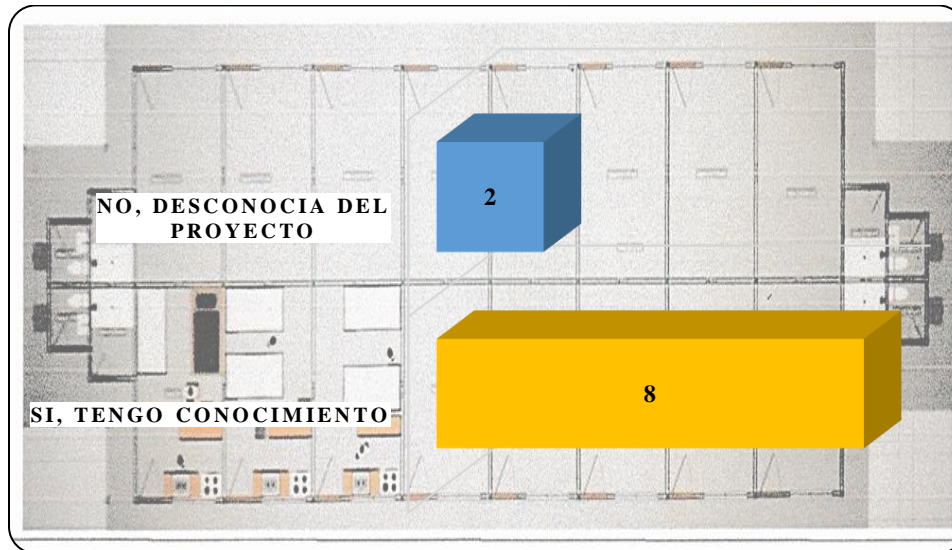 2
NO, DESCONOCIA DEL
PROYECTO
8
SI, TENGO CONOCIMIENTO